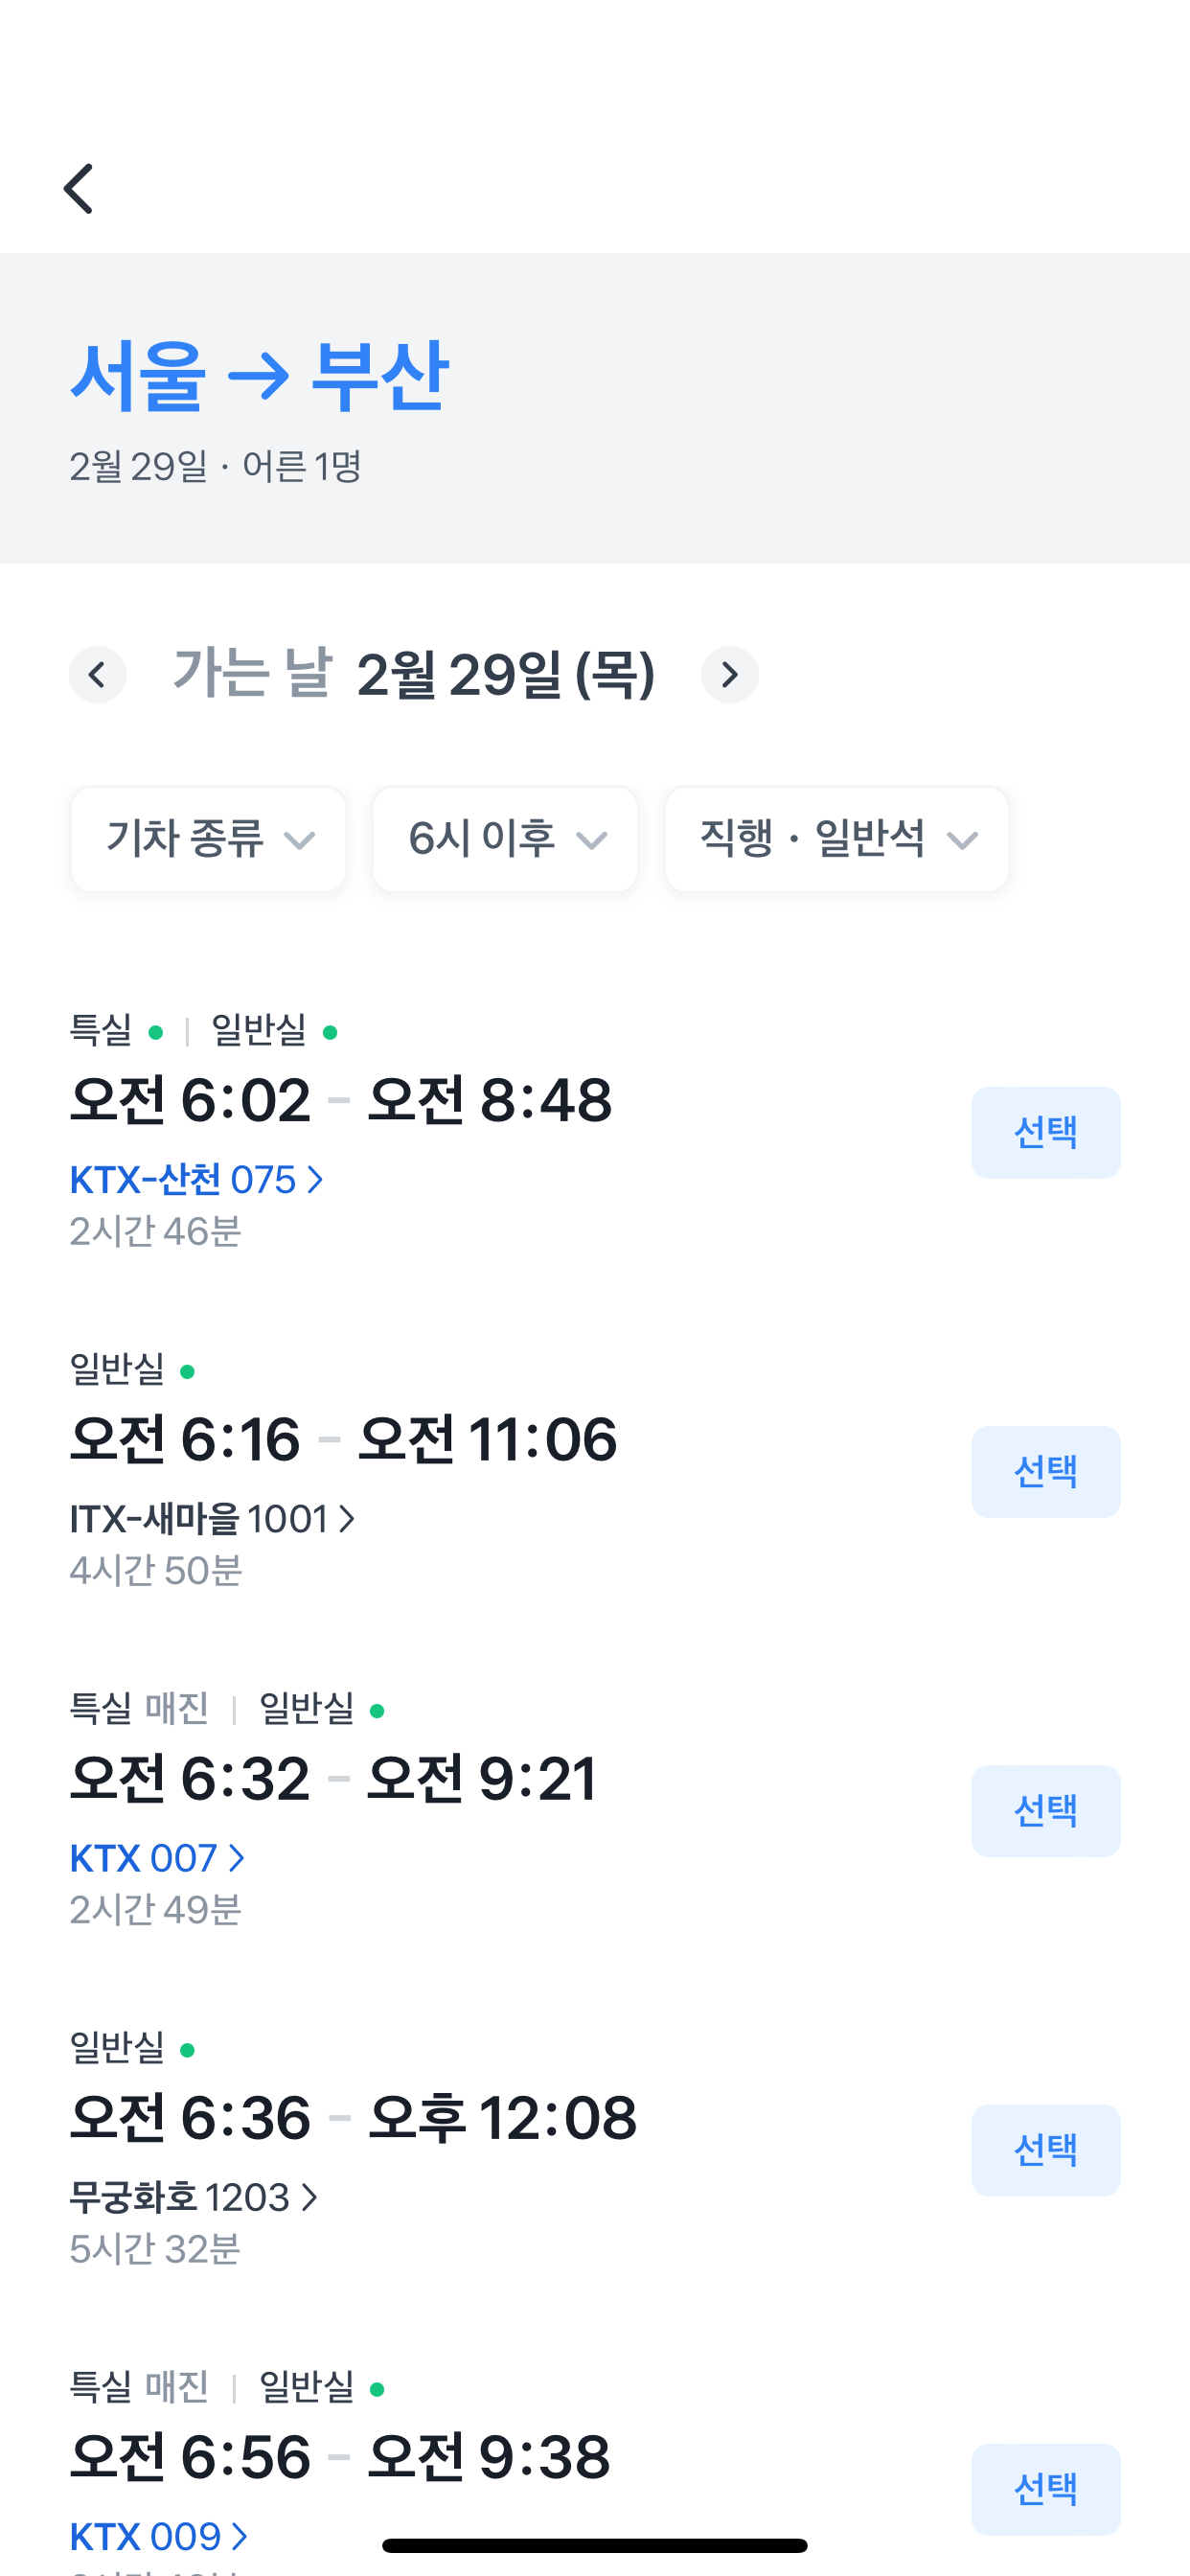 서울 → 부산
2월 29일 · 어른 1명
가는 날 2월 29일 (목)
기차 종류 6시 이후 직행 · 일반석
특실 | 일반실
오전 6:02 - 오전 8:48
선택
KTX-산천 075 >
2시간 46분
일반실
오전 6:16 - 오전 11:06
선택
ITX-새마을 1001 >
4시간 50분
특실 매진 | 일반실
오전 6:32 - 오전 9:21
선택
KTX 007 >
2시간 49분
일반실
오전 6:36 - 오후 12:08
선택
무궁화호 1203 >
5시간 32분
특실 매진 | 일반실
오전 6:56 - 오전 9:38
선택
KTX 009 >